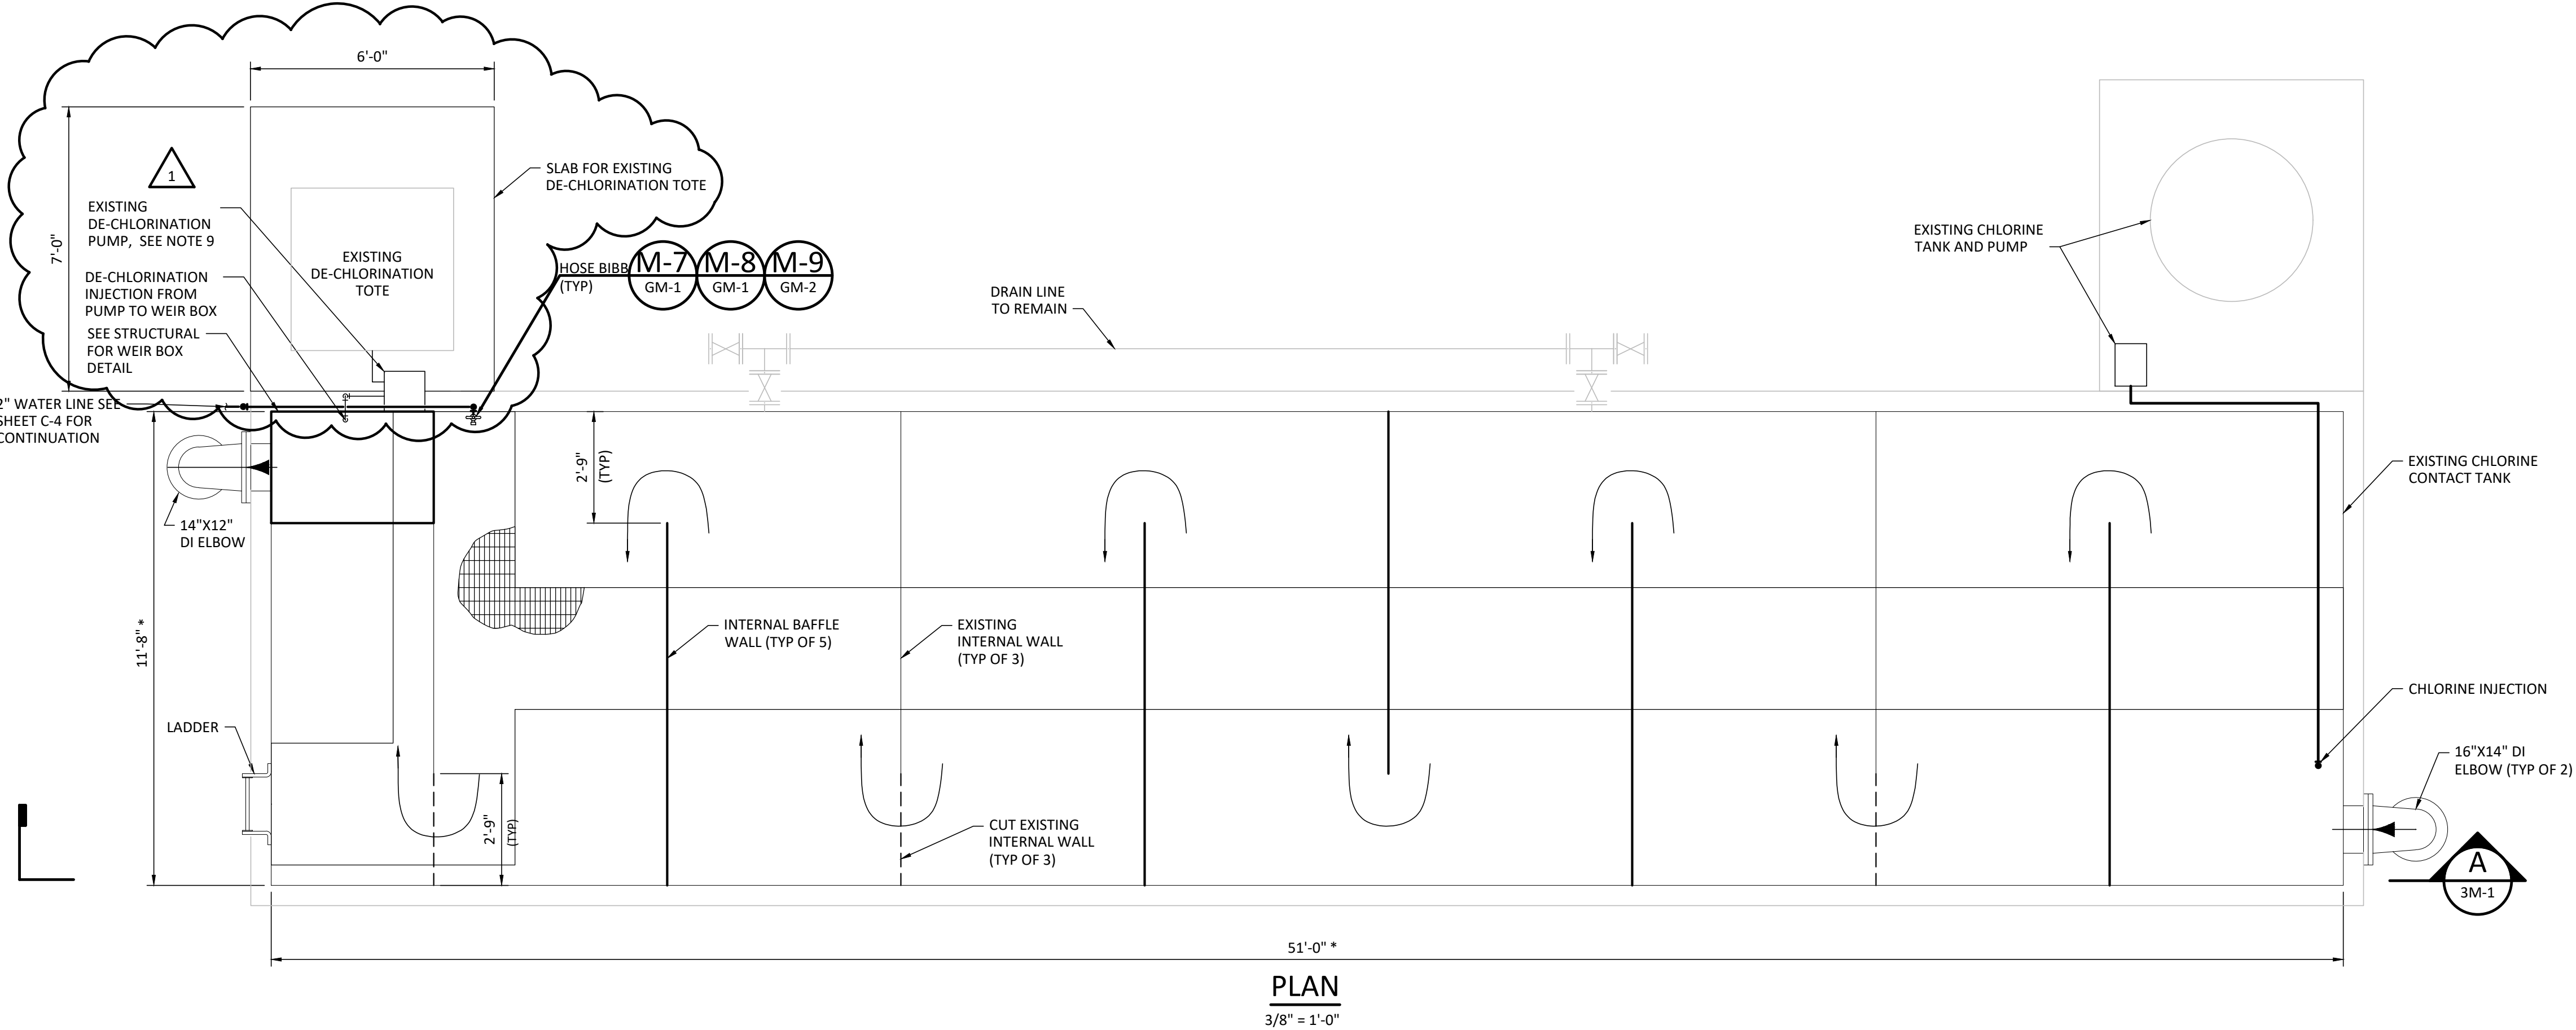 6'-0"
7'-0"
1
EXISTING
DE-CHLORINATION
PUMP, SEE NOTE 9
DE-CHLORINATION
INJECTION FROM
PUMP TO WEIR BOX
SEE STRUCTURAL
FOR WEIR BOX
DETAIL
2" WATER LINE SEE
SHEET C-4 FOR
CONTINUATION
EXISTING
DE-CHLORINATION
TOTE
SLAB FOR EXISTING
DE-CHLORINATION TOTE
HOSE BIBB
(TYP)
M-7
GM-1
M-8
GM-1
M-9
GM-2
DRAIN LINE
TO REMAIN
EXISTING CHLORINE
TANK AND PUMP
14"X12"
DI ELBOW
2'-9"
(TYP)
EXISTING CHLORINE
CONTACT TANK
11'-8" *
INTERNAL BAFFLE
WALL (TYP OF 5)
EXISTING
INTERNAL WALL
(TYP OF 3)
CHLORINE INJECTION
LADDER
16"X14" DI
ELBOW (TYP OF 2)
2'-9"
(TYP)
CUT EXISTING
INTERNAL WALL
(TYP OF 3)
A
3M-1
51'-0" *
PLAN
3/8" = 1'-0"